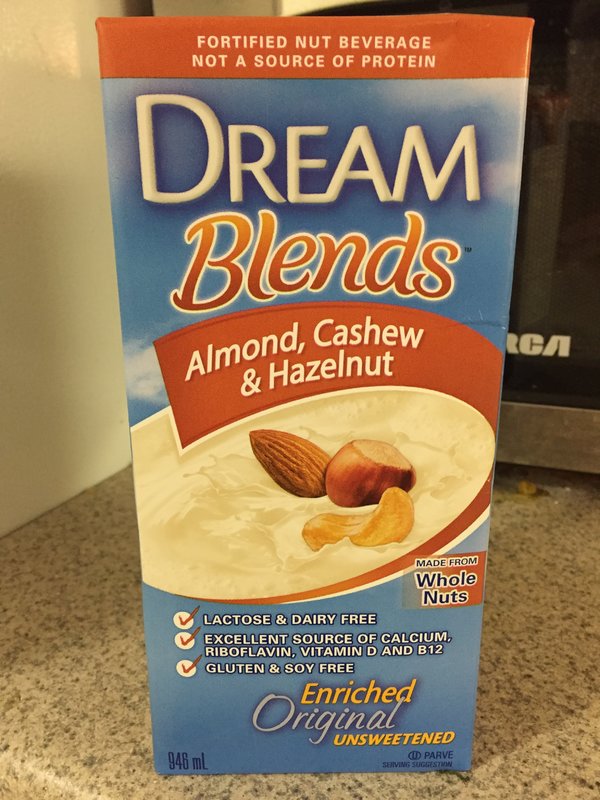 FORTIFIED NUT BEVERAGE
NOT A SOURCE OF PROTEIN
DREAM
Blends™
Almond, Cashew
& Hazelnut
RCA
MADE FROM
Whole
Nuts
LACTOSE & DAIRY FREE
EXCELLENT SOURCE OF CALCIUM,
RIBOFLAVIN, VITAMIN D AND B12
GLUTEN & SOY FREE
Enriched
Original
UNSWEETENED
946 mL
Ⓤ PARVE
SERVING SUGGESTION